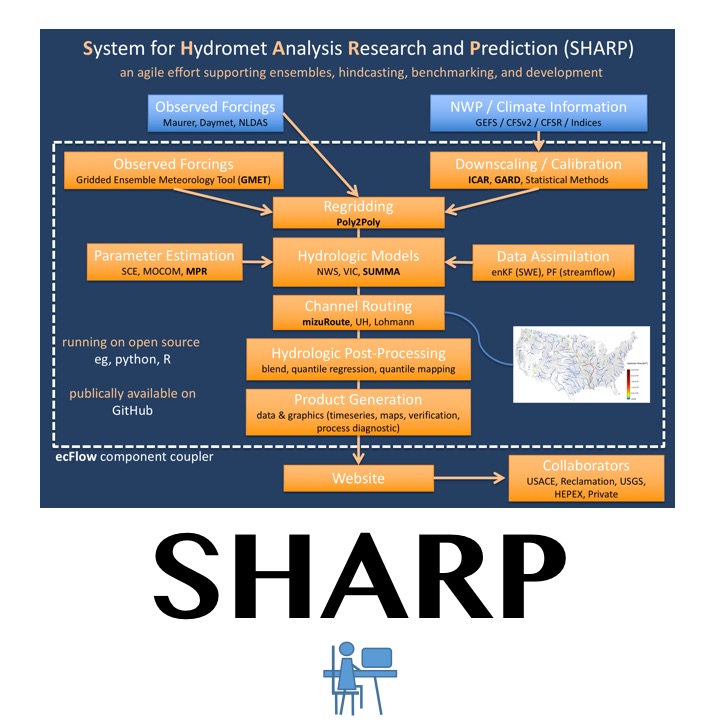 System for Hydromet Analysis Research and Prediction (SHARP)
an agile effort supporting ensembles, hindcasting, benchmarking, and development
Observed Forcings
Maurer, Daymet, NLDAS
NWP / Climate Information
GEFS / CFSv2 / CFSR / Indices
Observed Forcings
Gridded Ensemble Meteorology Tool (GMET)
Downscaling / Calibration
ICAR, GARD, Statistical Methods
Regridding
Poly2Poly
Parameter Estimation
SCE, MOCOM, MPR
Hydrologic Models
NWS, VIC, SUMMA
Data Assimilation
enKF (SWE), PF (streamflow)
Channel Routing
mizuRoute, UH, Lohmann
running on open source
eg, python, R
Hydrologic Post-Processing
blend, quantile regression, quantile mapping
publically available on
GitHub
Product Generation
data & graphics (timeseries, maps, verification,
process diagnostic)
ecFlow component coupler
Website
Collaborators
USACE, Reclamation, USGS,
HEPEX, Private
SHARP